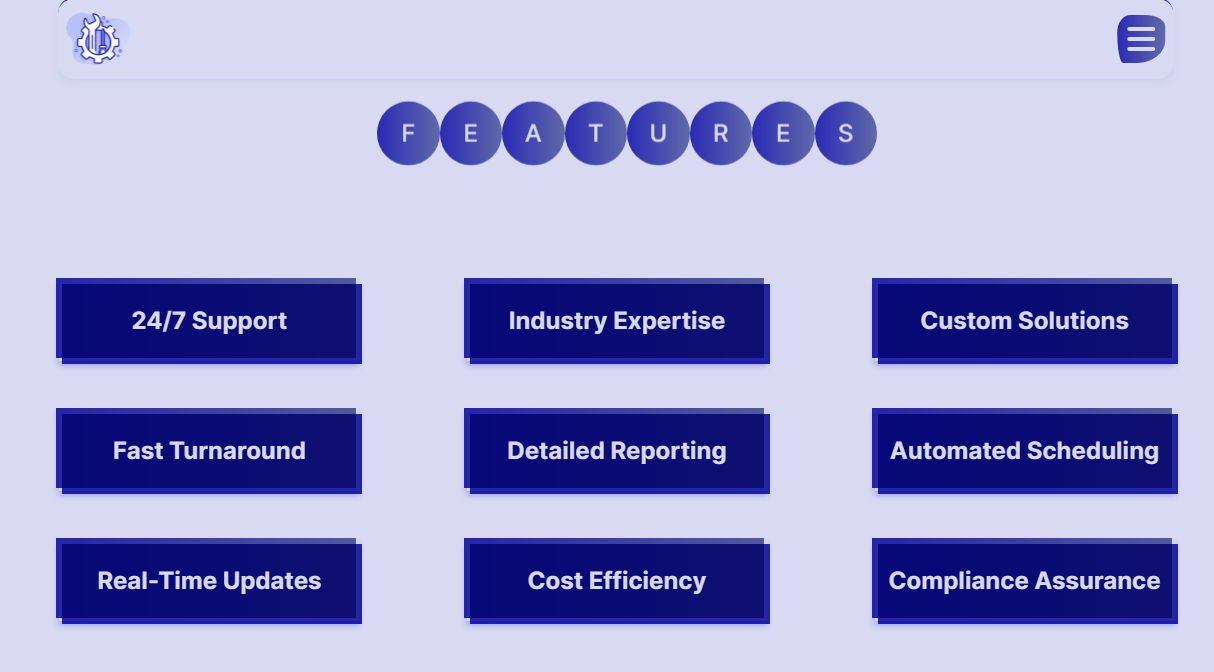 FEATURES
24/7 Support
Industry Expertise
Custom Solutions
Fast Turnaround
Detailed Reporting
Automated Scheduling
Real-Time Updates
Cost Efficiency
Compliance Assurance